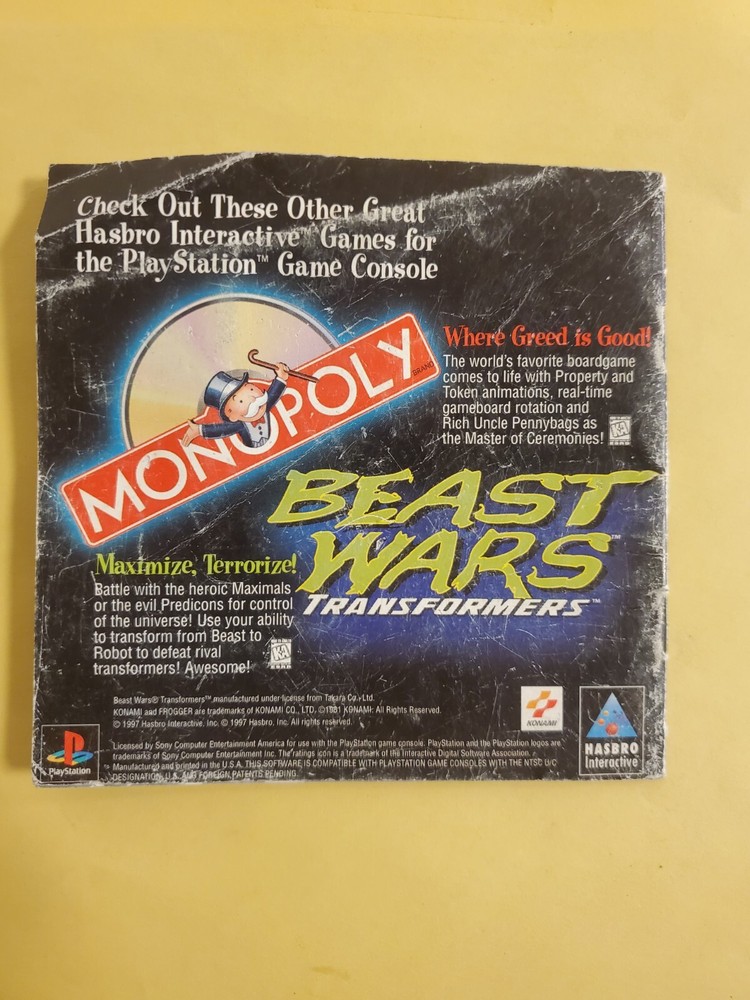 Check Out These Other Great
Hasbro Interactive™ Games for
the PlayStation™ Game Console
MONOPOLY
BRAND
Where Greed is Good!
The world's favorite boardgame
comes to life with Property and
Token animations, real-time
gameboard rotation and
Rich Uncle Pennybags as
the Master of Ceremonies!
K-A
BEAST
WARS™
TRANSFORMERS™
Maximize, Terrorize!
Battle with the heroic Maximals
or the evil Predicons for control
of the universe! Use your ability
to transform from Beast to
Robot to defeat rival
transformers! Awesome!
K-A
Beast Wars® Transformers™ manufactured under license from Takara Co., Ltd.
KONAMI and FROGGER are trademarks of KONAMI CO., LTD. ©1981 KONAMI. All Rights Reserved.
© 1997 Hasbro Interactive, Inc. © 1997 Hasbro, Inc. All rights reserved.
KONAMI
HASBRO
Interactive
PlayStation
Licensed by Sony Computer Entertainment America for use with the PlayStation game console. PlayStation and the PlayStation logos are
trademarks of Sony Computer Entertainment Inc. The ratings icon is a trademark of the Interactive Digital Software Association.
Manufactured and printed in the U.S.A. THIS SOFTWARE IS COMPATIBLE WITH PLAYSTATION GAME CONSOLES WITH THE NTSC U/C
DESIGNATION. U.S. AND FOREIGN PATENTS PENDING.